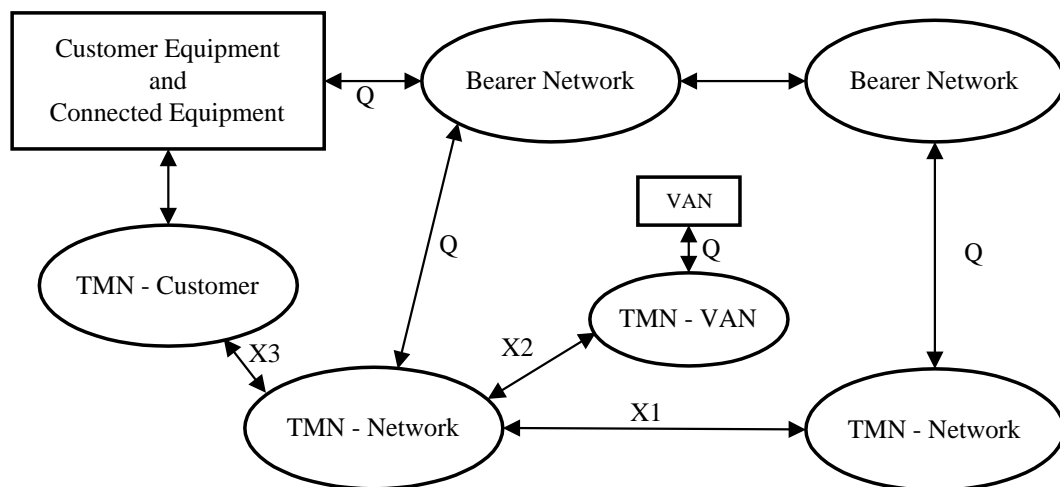 Customer Equipment
and
Connected Equipment
Q
Bearer Network
Bearer Network
VAN
Q
Q
Q
TMN - Customer
TMN - VAN
X3
X2
TMN - Network
X1
TMN - Network